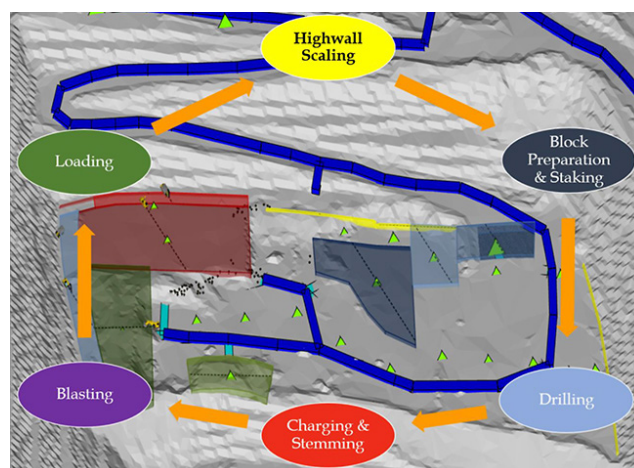 Highwall
Scaling
Loading
Block
Preparation
& Staking
Blasting
Charging &
Stemming
Drilling